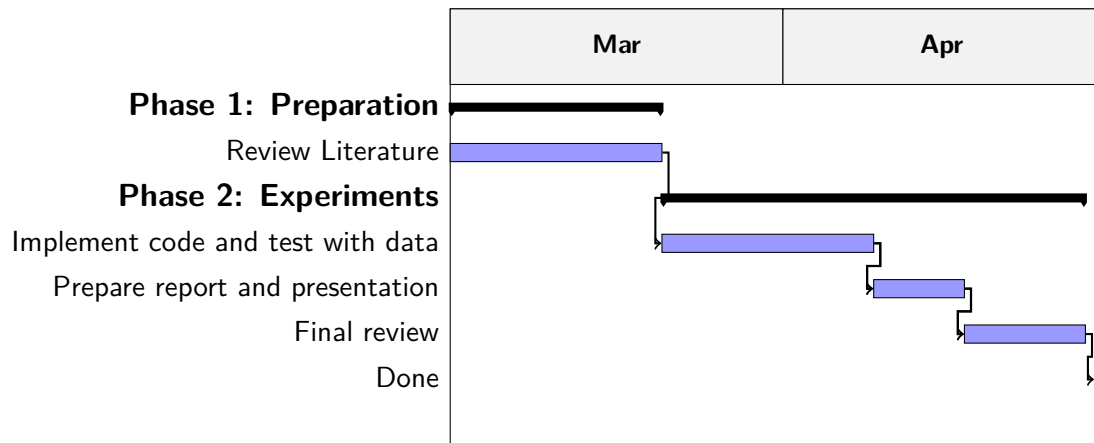 Mar Apr
Phase 1: Preparation
Review Literature
Phase 2: Experiments
Implement code and test with data
Prepare report and presentation
Final review
Done